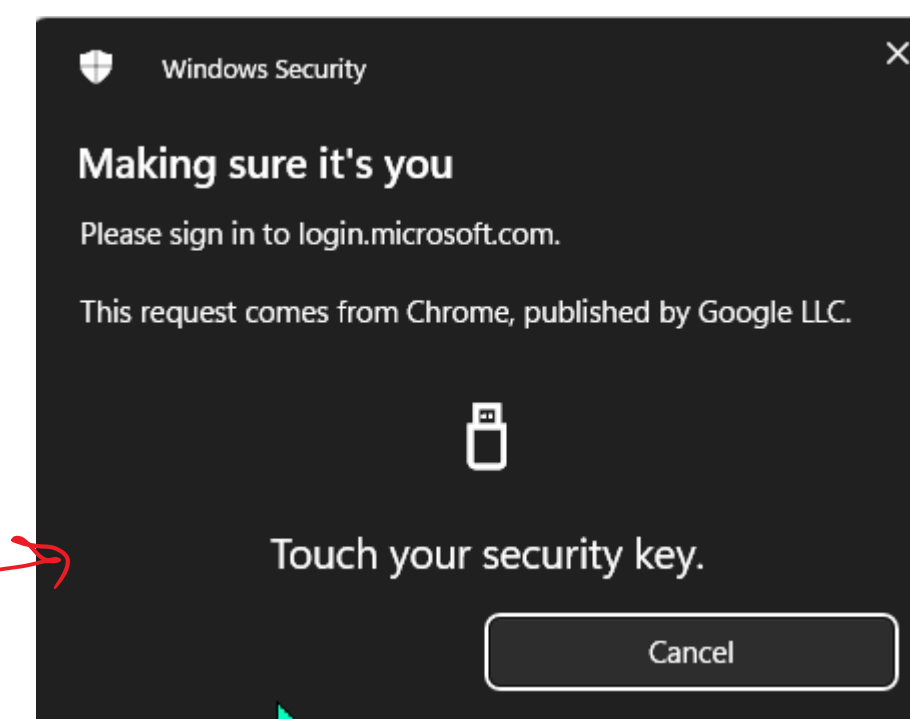 Windows Security
Making sure it's you
Please sign in to login.microsoft.com.
This request comes from Chrome, published by Google LLC.
Touch your security key.
Cancel